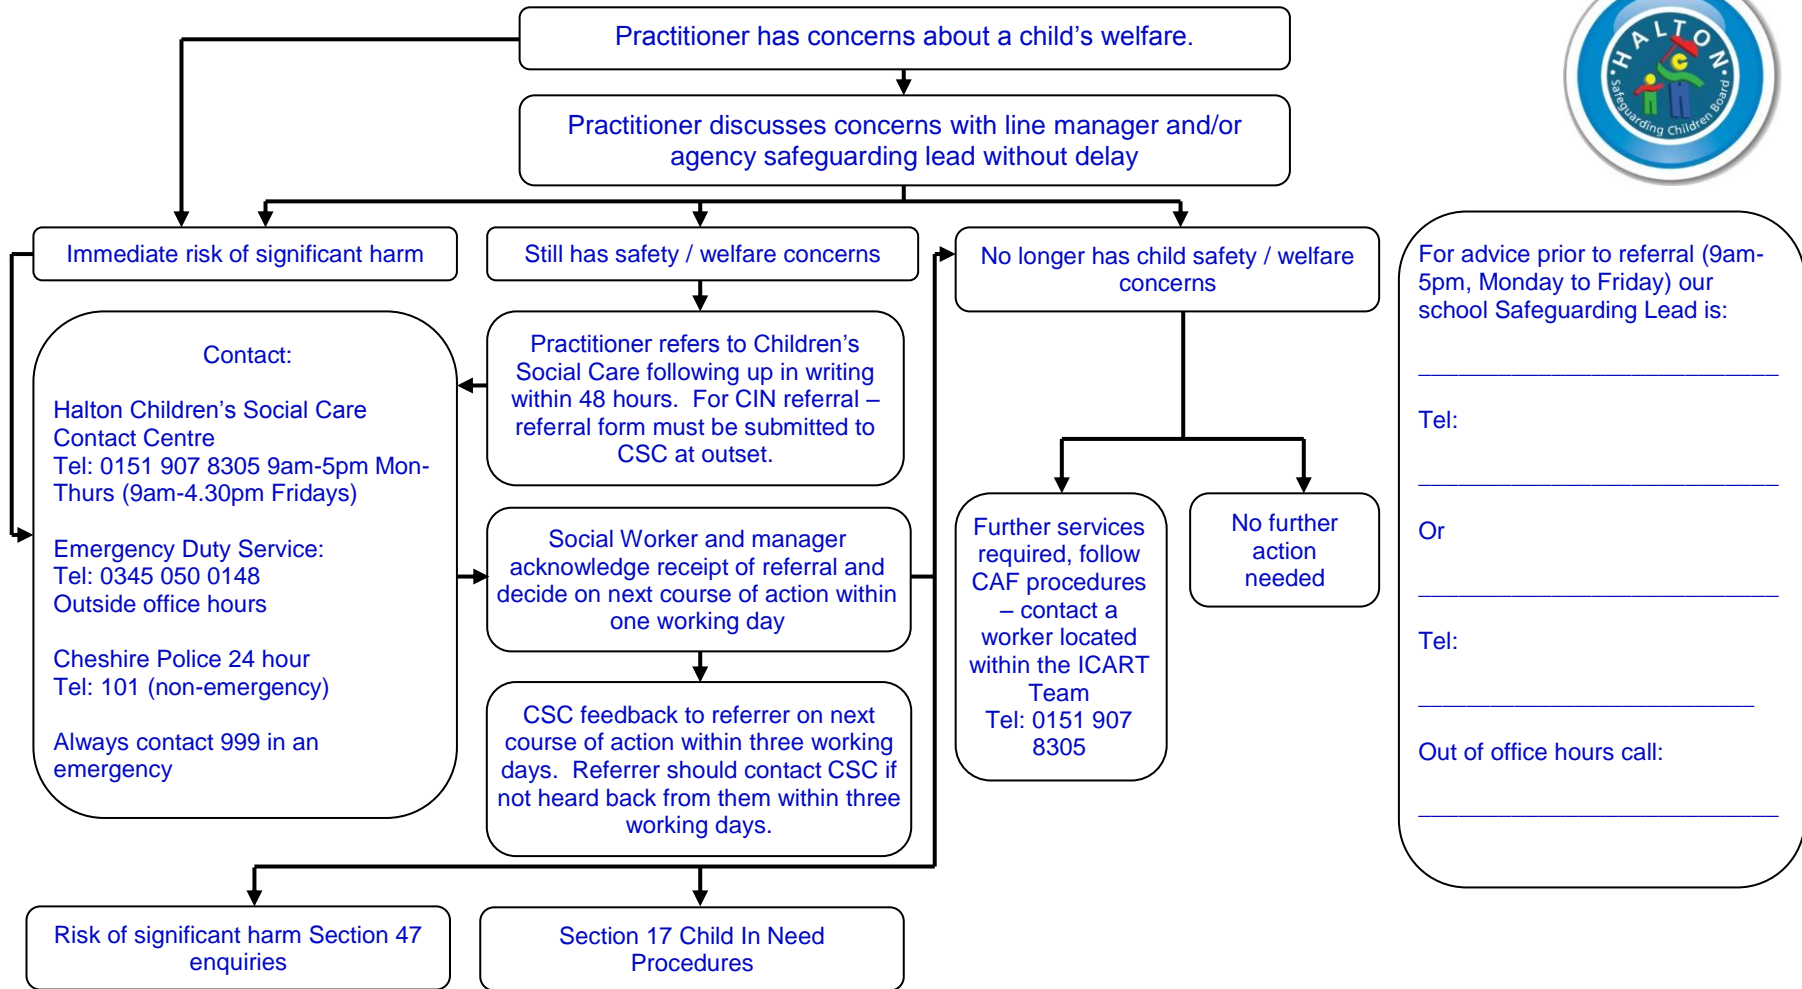 Practitioner has concerns about a child’s welfare.
HALTON
Safeguarding Children Board
Practitioner discusses concerns with line manager and/or
agency safeguarding lead without delay
Immediate risk of significant harm
Still has safety / welfare concerns
No longer has child safety / welfare
concerns
Contact:
Halton Children’s Social Care
Contact Centre
Tel: 0151 907 8305 9am-5pm Mon-
Thurs (9am-4.30pm Fridays)
Emergency Duty Service:
Tel: 0345 050 0148
Outside office hours
Cheshire Police 24 hour
Tel: 101 (non-emergency)
Always contact 999 in an
emergency
Practitioner refers to Children’s
Social Care following up in writing
within 48 hours.  For CIN referral –
referral form must be submitted to
CSC at outset.
Social Worker and manager
acknowledge receipt of referral and
decide on next course of action within
one working day
CSC feedback to referrer on next
course of action within three working
days.  Referrer should contact CSC if
not heard back from them within three
working days.
Further services
required, follow
CAF procedures
– contact a
worker located
within the ICART
Team
Tel: 0151 907
8305
No further
action
needed
For advice prior to referral (9am-
5pm, Monday to Friday) our
school Safeguarding Lead is:
___________________________
Tel:
___________________________
Or
___________________________
Tel:
_________________________
Out of office hours call:
___________________________
Risk of significant harm Section 47
enquiries
Section 17 Child In Need
Procedures